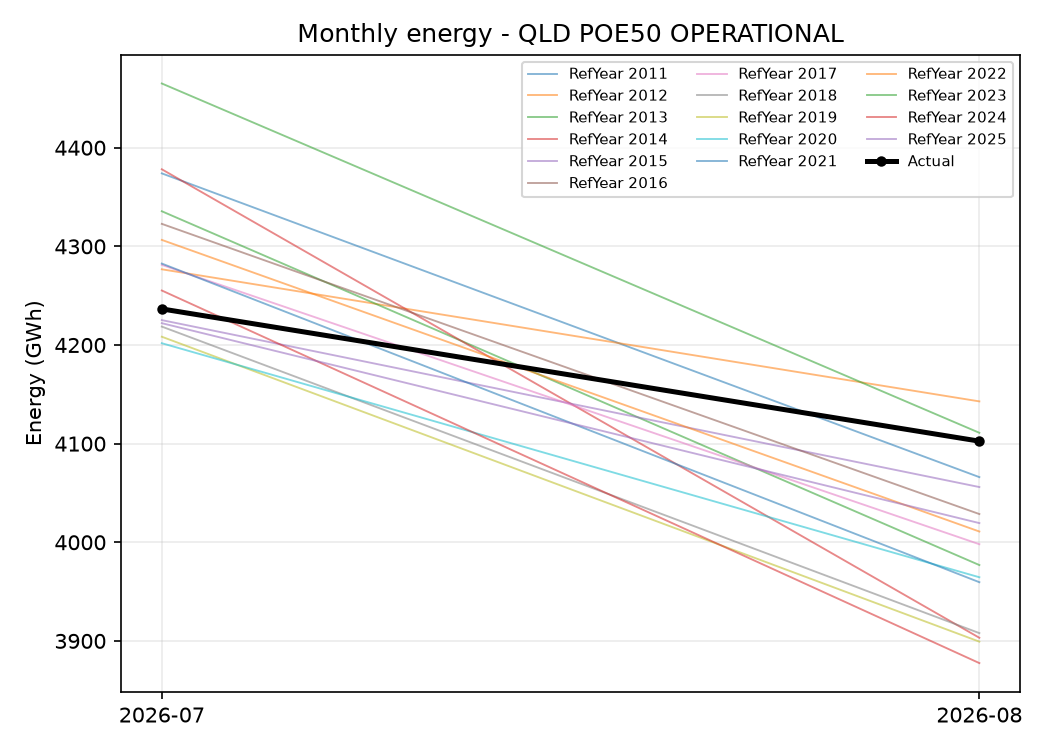 Monthly energy - QLD POE50 OPERATIONAL
RefYear 2011
RefYear 2012
RefYear 2013
RefYear 2014
RefYear 2015
RefYear 2016
RefYear 2017
RefYear 2018
RefYear 2019
RefYear 2020
RefYear 2021
RefYear 2022
RefYear 2023
RefYear 2024
RefYear 2025
Actual
Energy (GWh)
4400
4300
4200
4100
4000
3900
2026-07
2026-08